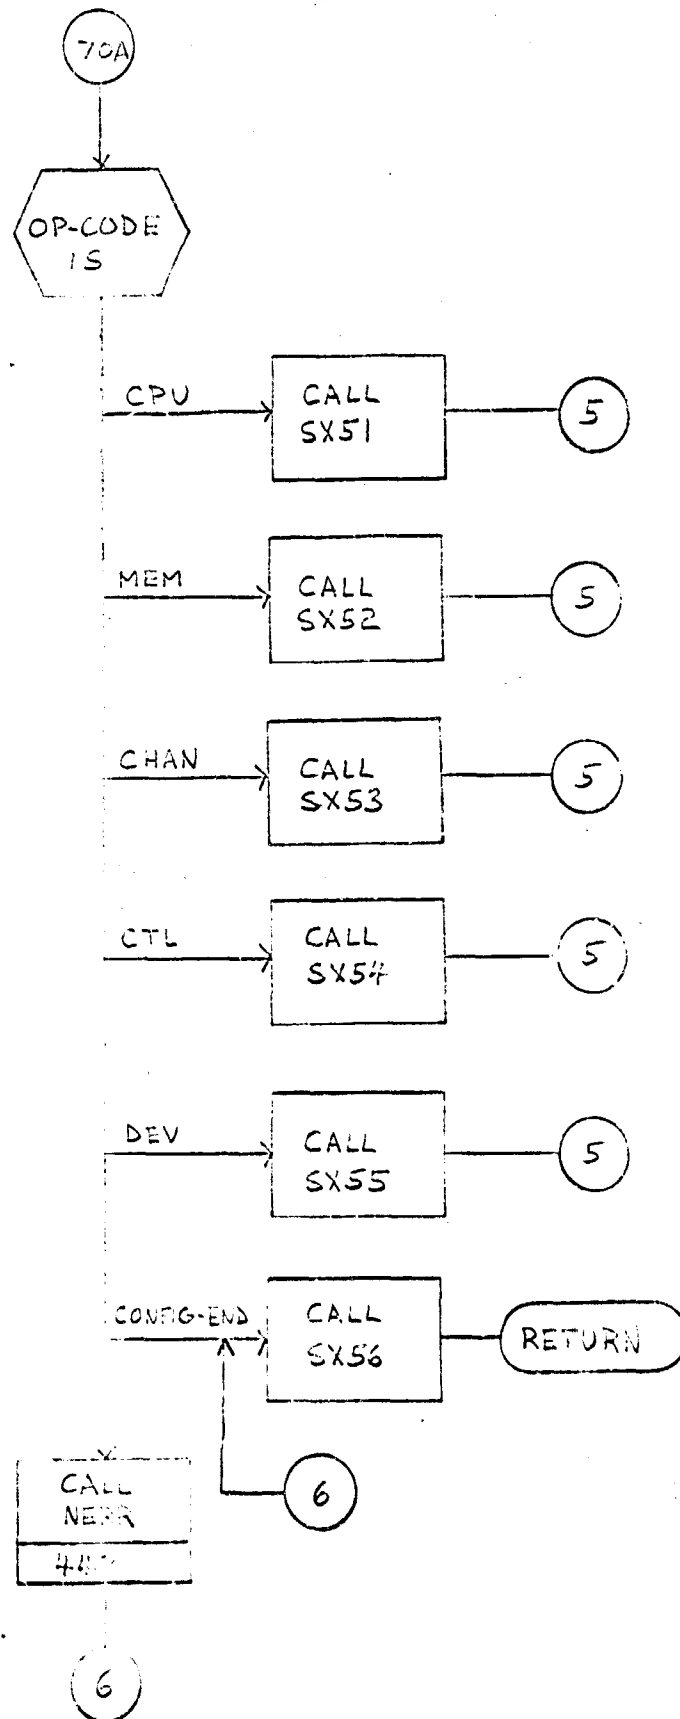 70A
OP-CODE
IS
CPU
CALL
SX51
5
MEM
CALL
SX52
5
CHAN
CALL
SX53
5
CTL
CALL
SX54
5
DEV
CALL
SX55
5
CONFIG-END
CALL
SX56
RETURN
6
CALL
NERR
6